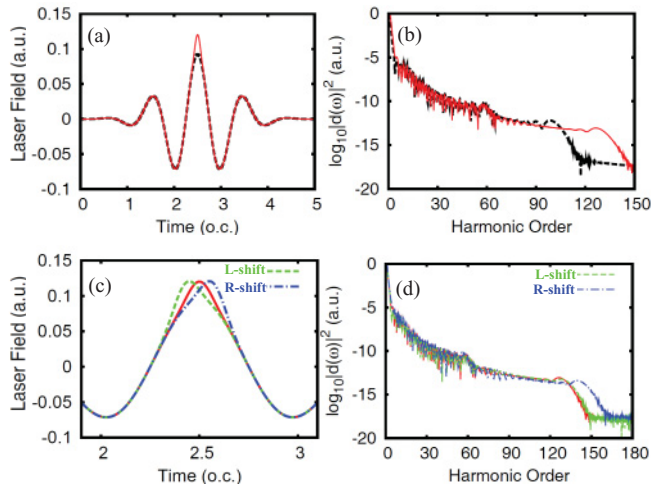 (a)
Laser Field (a.u.)
0.15
0.1
0.05
0
-0.05
-0.1
0 1 2 3 4 5
Time (o.c.)
(b)
log10|d(ω)|² (a.u.)
0
-5
-10
-15
-20
0 30 60 90 120 150
Harmonic Order
(c)
L-shift
R-shift
Laser Field (a.u.)
0.15
0.1
0.05
0
-0.05
-0.1
2 2.5 3
Time (o.c.)
(d)
L-shift
R-shift
log10|d(ω)|² (a.u.)
0
-5
-10
-15
-20
0 30 60 90 120 150 180
Harmonic Order